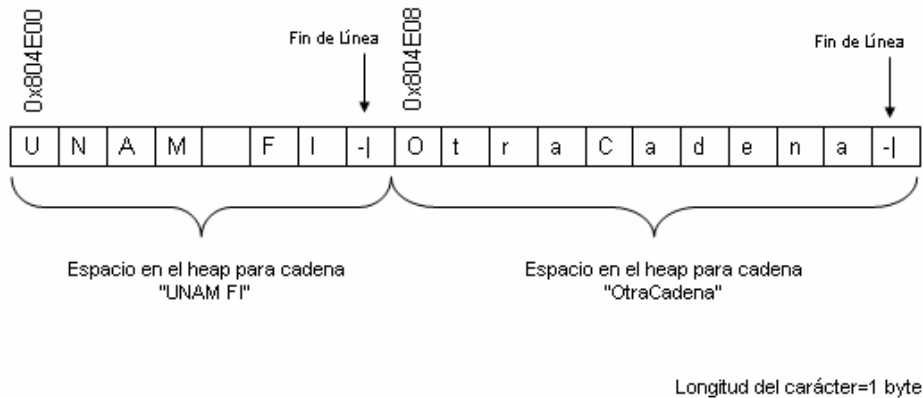 0x804E00
Fin de Línea
0x804E08
Fin de Línea
U N A M F I -| O t r a C a d e n a -|
Espacio en el heap para cadena
"UNAM FI"
Espacio en el heap para cadena
"OtraCadena"
Longitud del carácter=1 byte